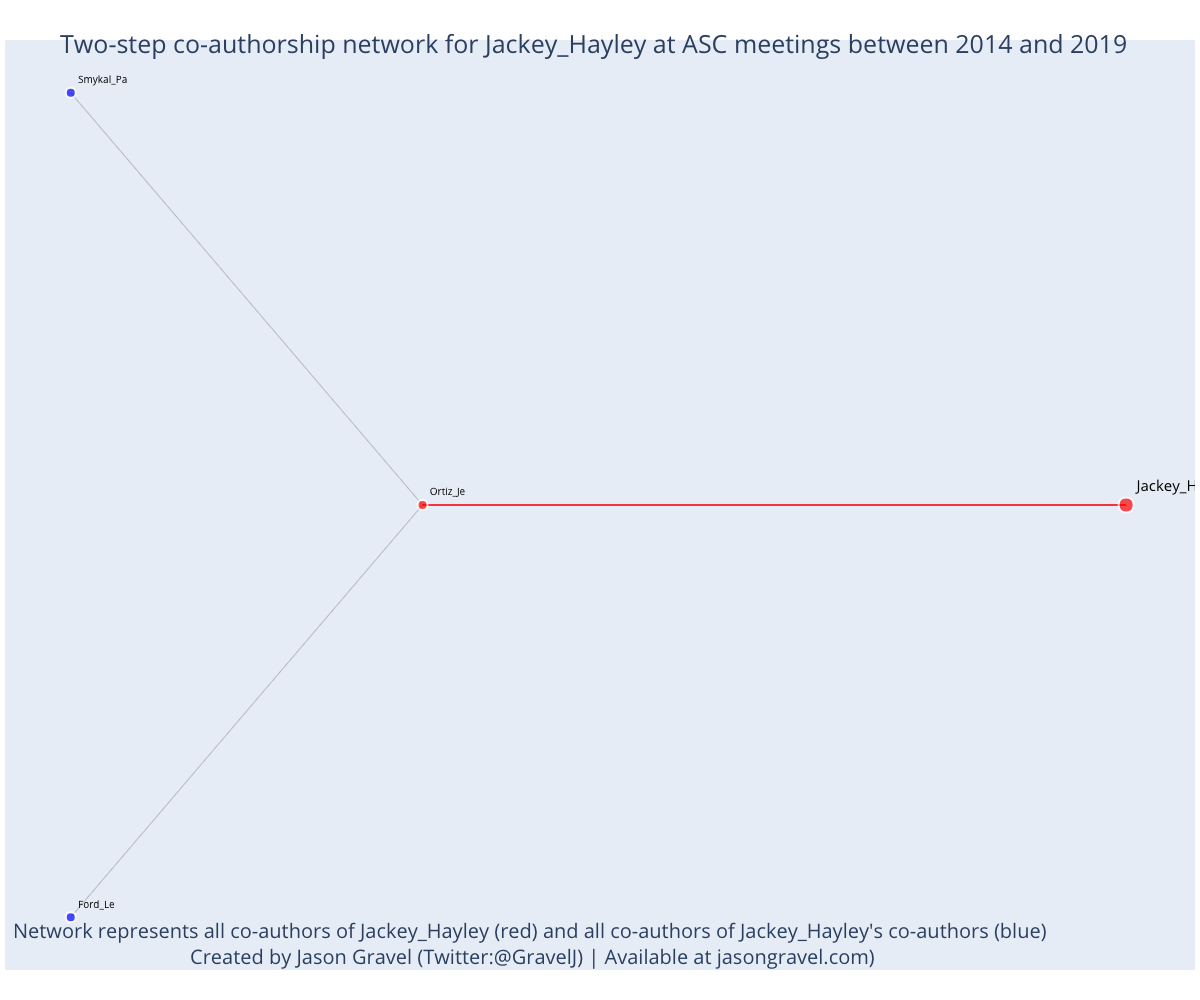 Two-step co-authorship network for Jackey_Hayley at ASC meetings between 2014 and 2019
Smykal_Pa
Ortiz_Je
Jackey_H
Ford_Le
Network represents all co-authors of Jackey_Hayley (red) and all co-authors of Jackey_Hayley's co-authors (blue)
Created by Jason Gravel (Twitter:@GravelJ) | Available at jasongravel.com)